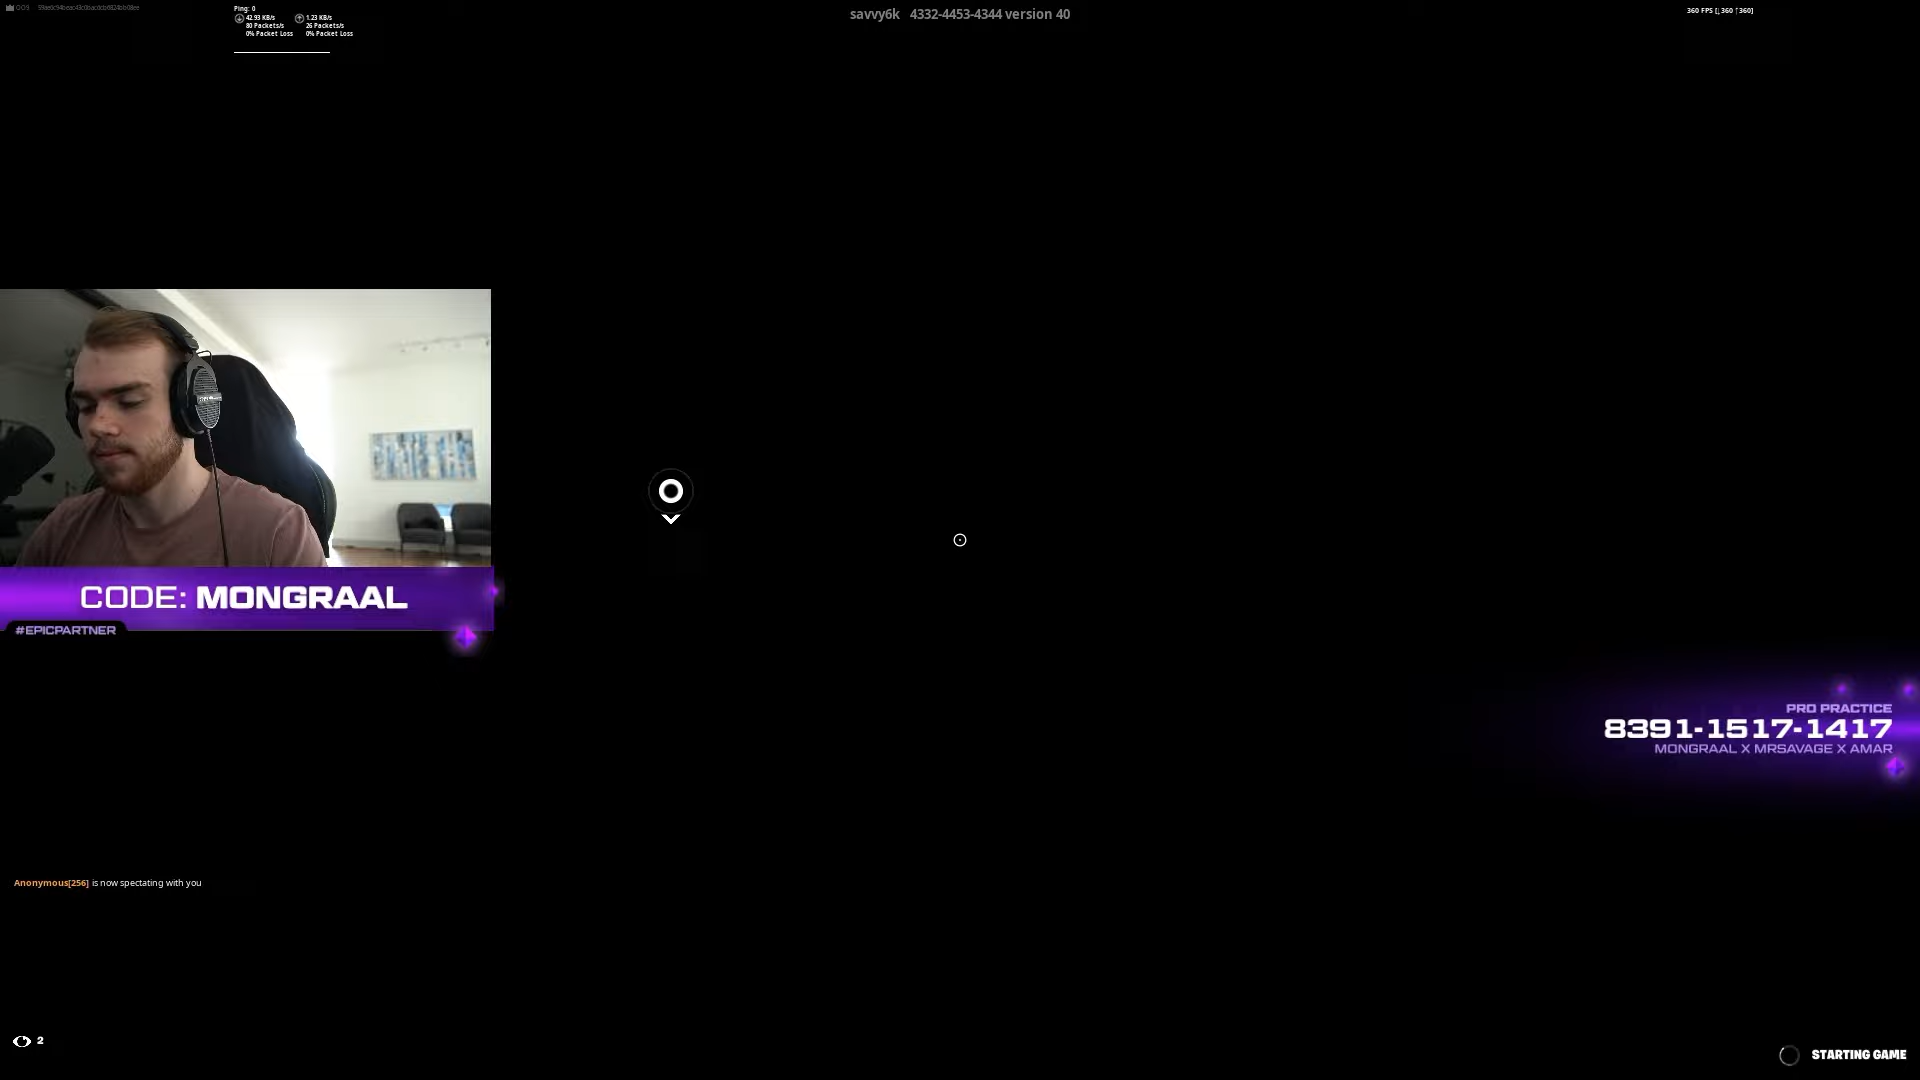 Ping: 0
42.93 KB/s 1.23 KB/s
80 Packets/s 26 Packets/s
0% Packet Loss 0% Packet Loss
savvy6k 4332-4453-4344 version 40
360 FPS [↓360 ↑360]
CODE: MONGRAAL
#EPICPARTNER
PRO PRACTICE
8391-1517-1417
MONGRAAL X MRSAVAGE X AMAR
Anonymous[256] is now spectating with you
2
STARTING GAME